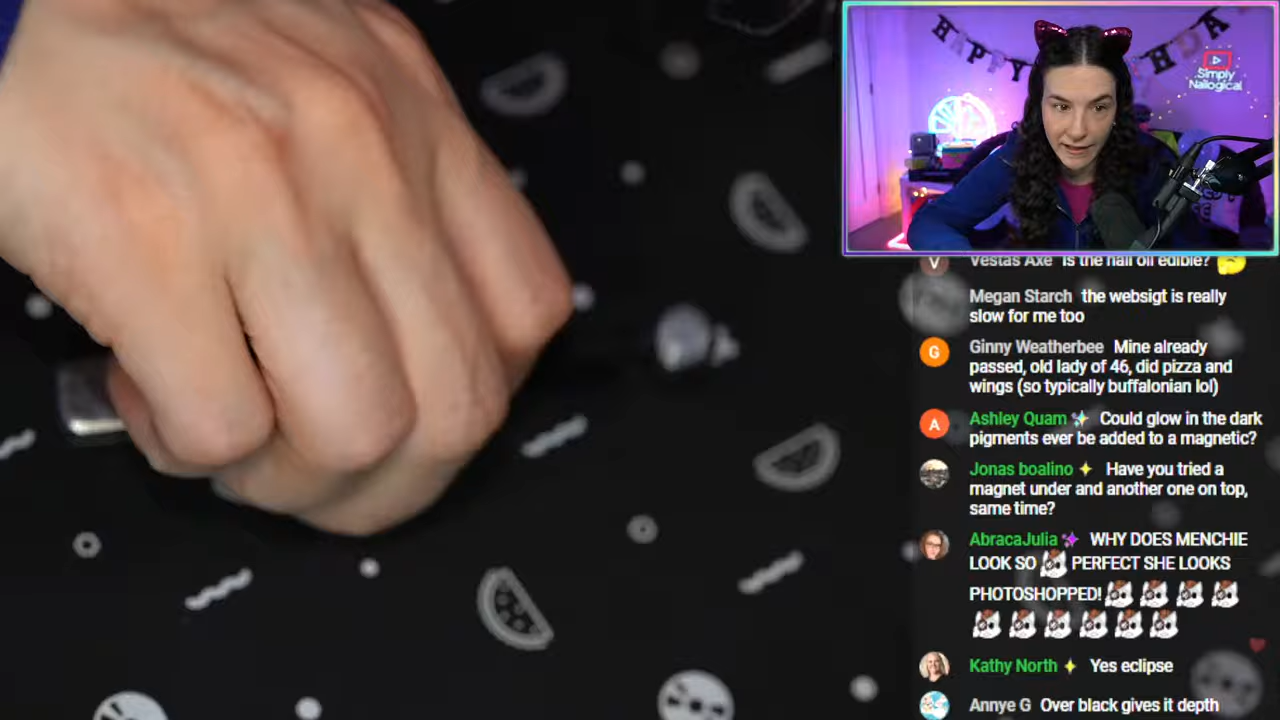 HAPPY HDA
Simply
Nailogical
V Vestas Axe Is the nail oil edible?
Megan Starch the websigt is really
slow for me too
G Ginny Weatherbee Mine already
passed, old lady of 46, did pizza and
wings (so typically buffalonian lol)
A Ashley Quam Could glow in the dark
pigments ever be added to a magnetic?
Jonas boalino Have you tried a
magnet under and another one on top,
same time?
AbracaJulia WHY DOES MENCHIE
LOOK SO PERFECT SHE LOOKS
PHOTOSHOPPED!
Kathy North Yes eclipse
Annye G Over black gives it depth